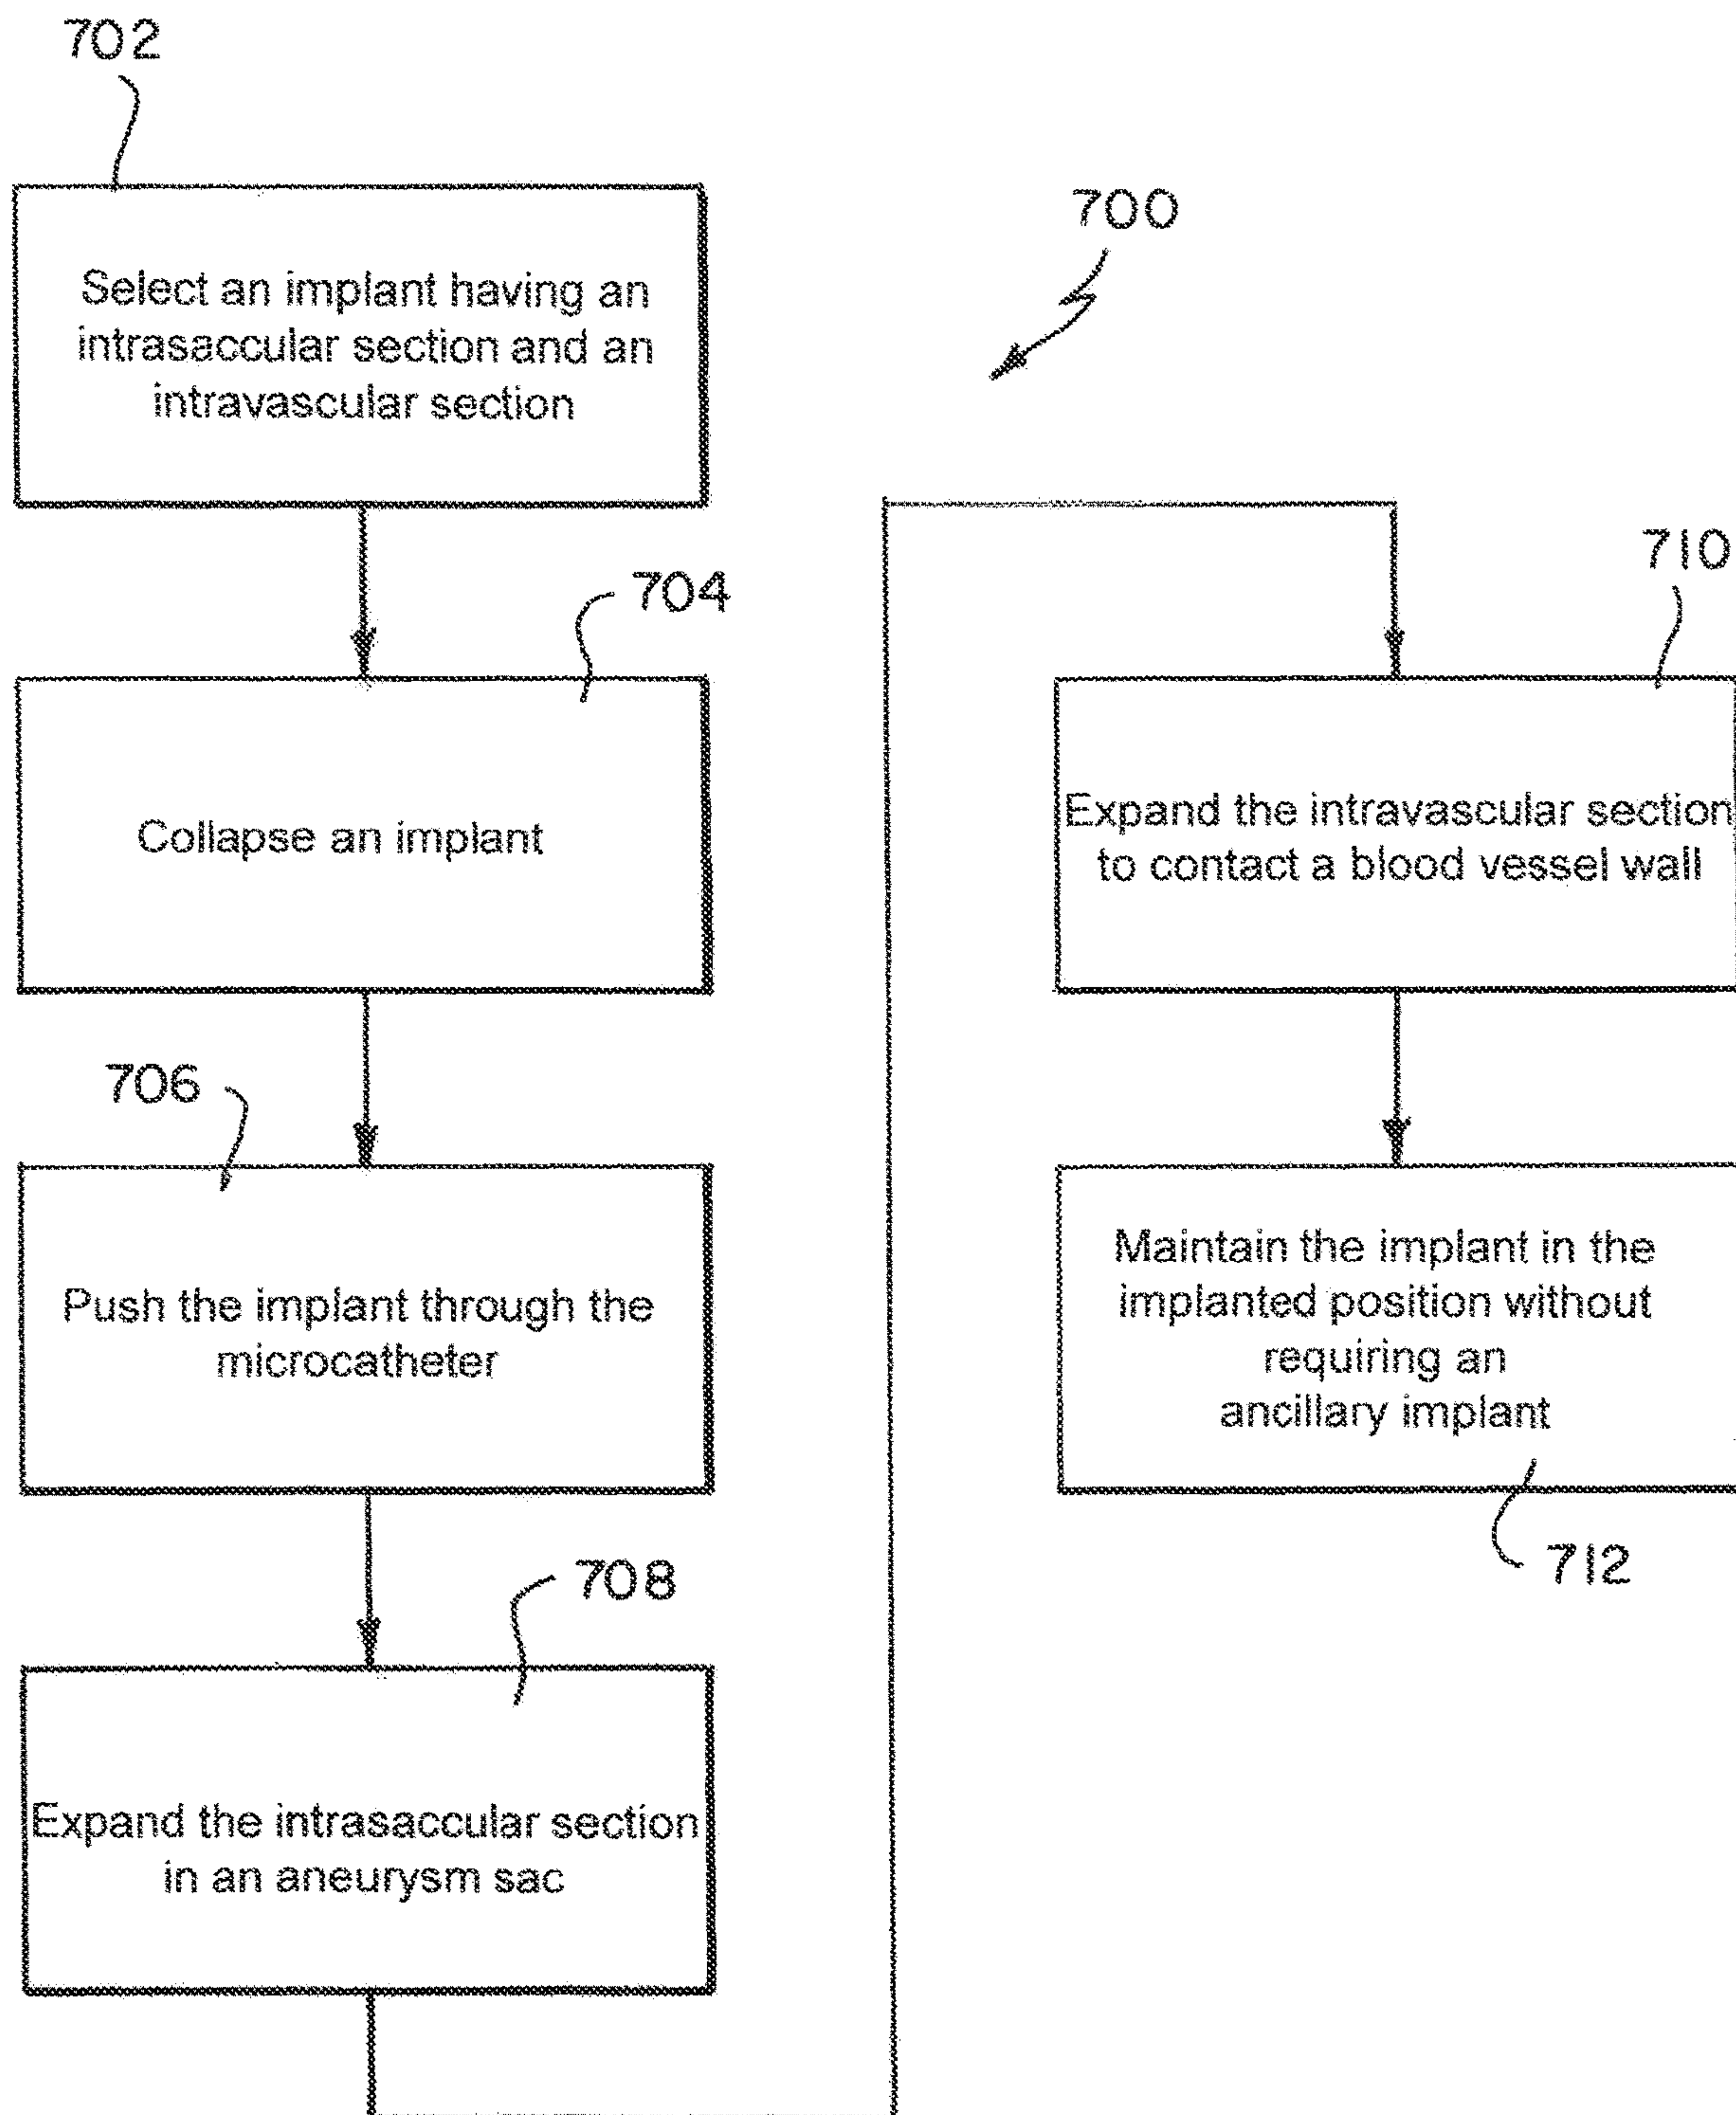 702
Select an implant having an
intrasaccular section and an
intravascular section
700
704
Collapse an implant
706
Push the implant through the
microcatheter
708
Expand the intrasaccular section
in an aneurysm sac
710
Expand the intravascular section
to contact a blood vessel wall
Maintain the implant in the
implanted position without
requiring an
ancillary implant
712